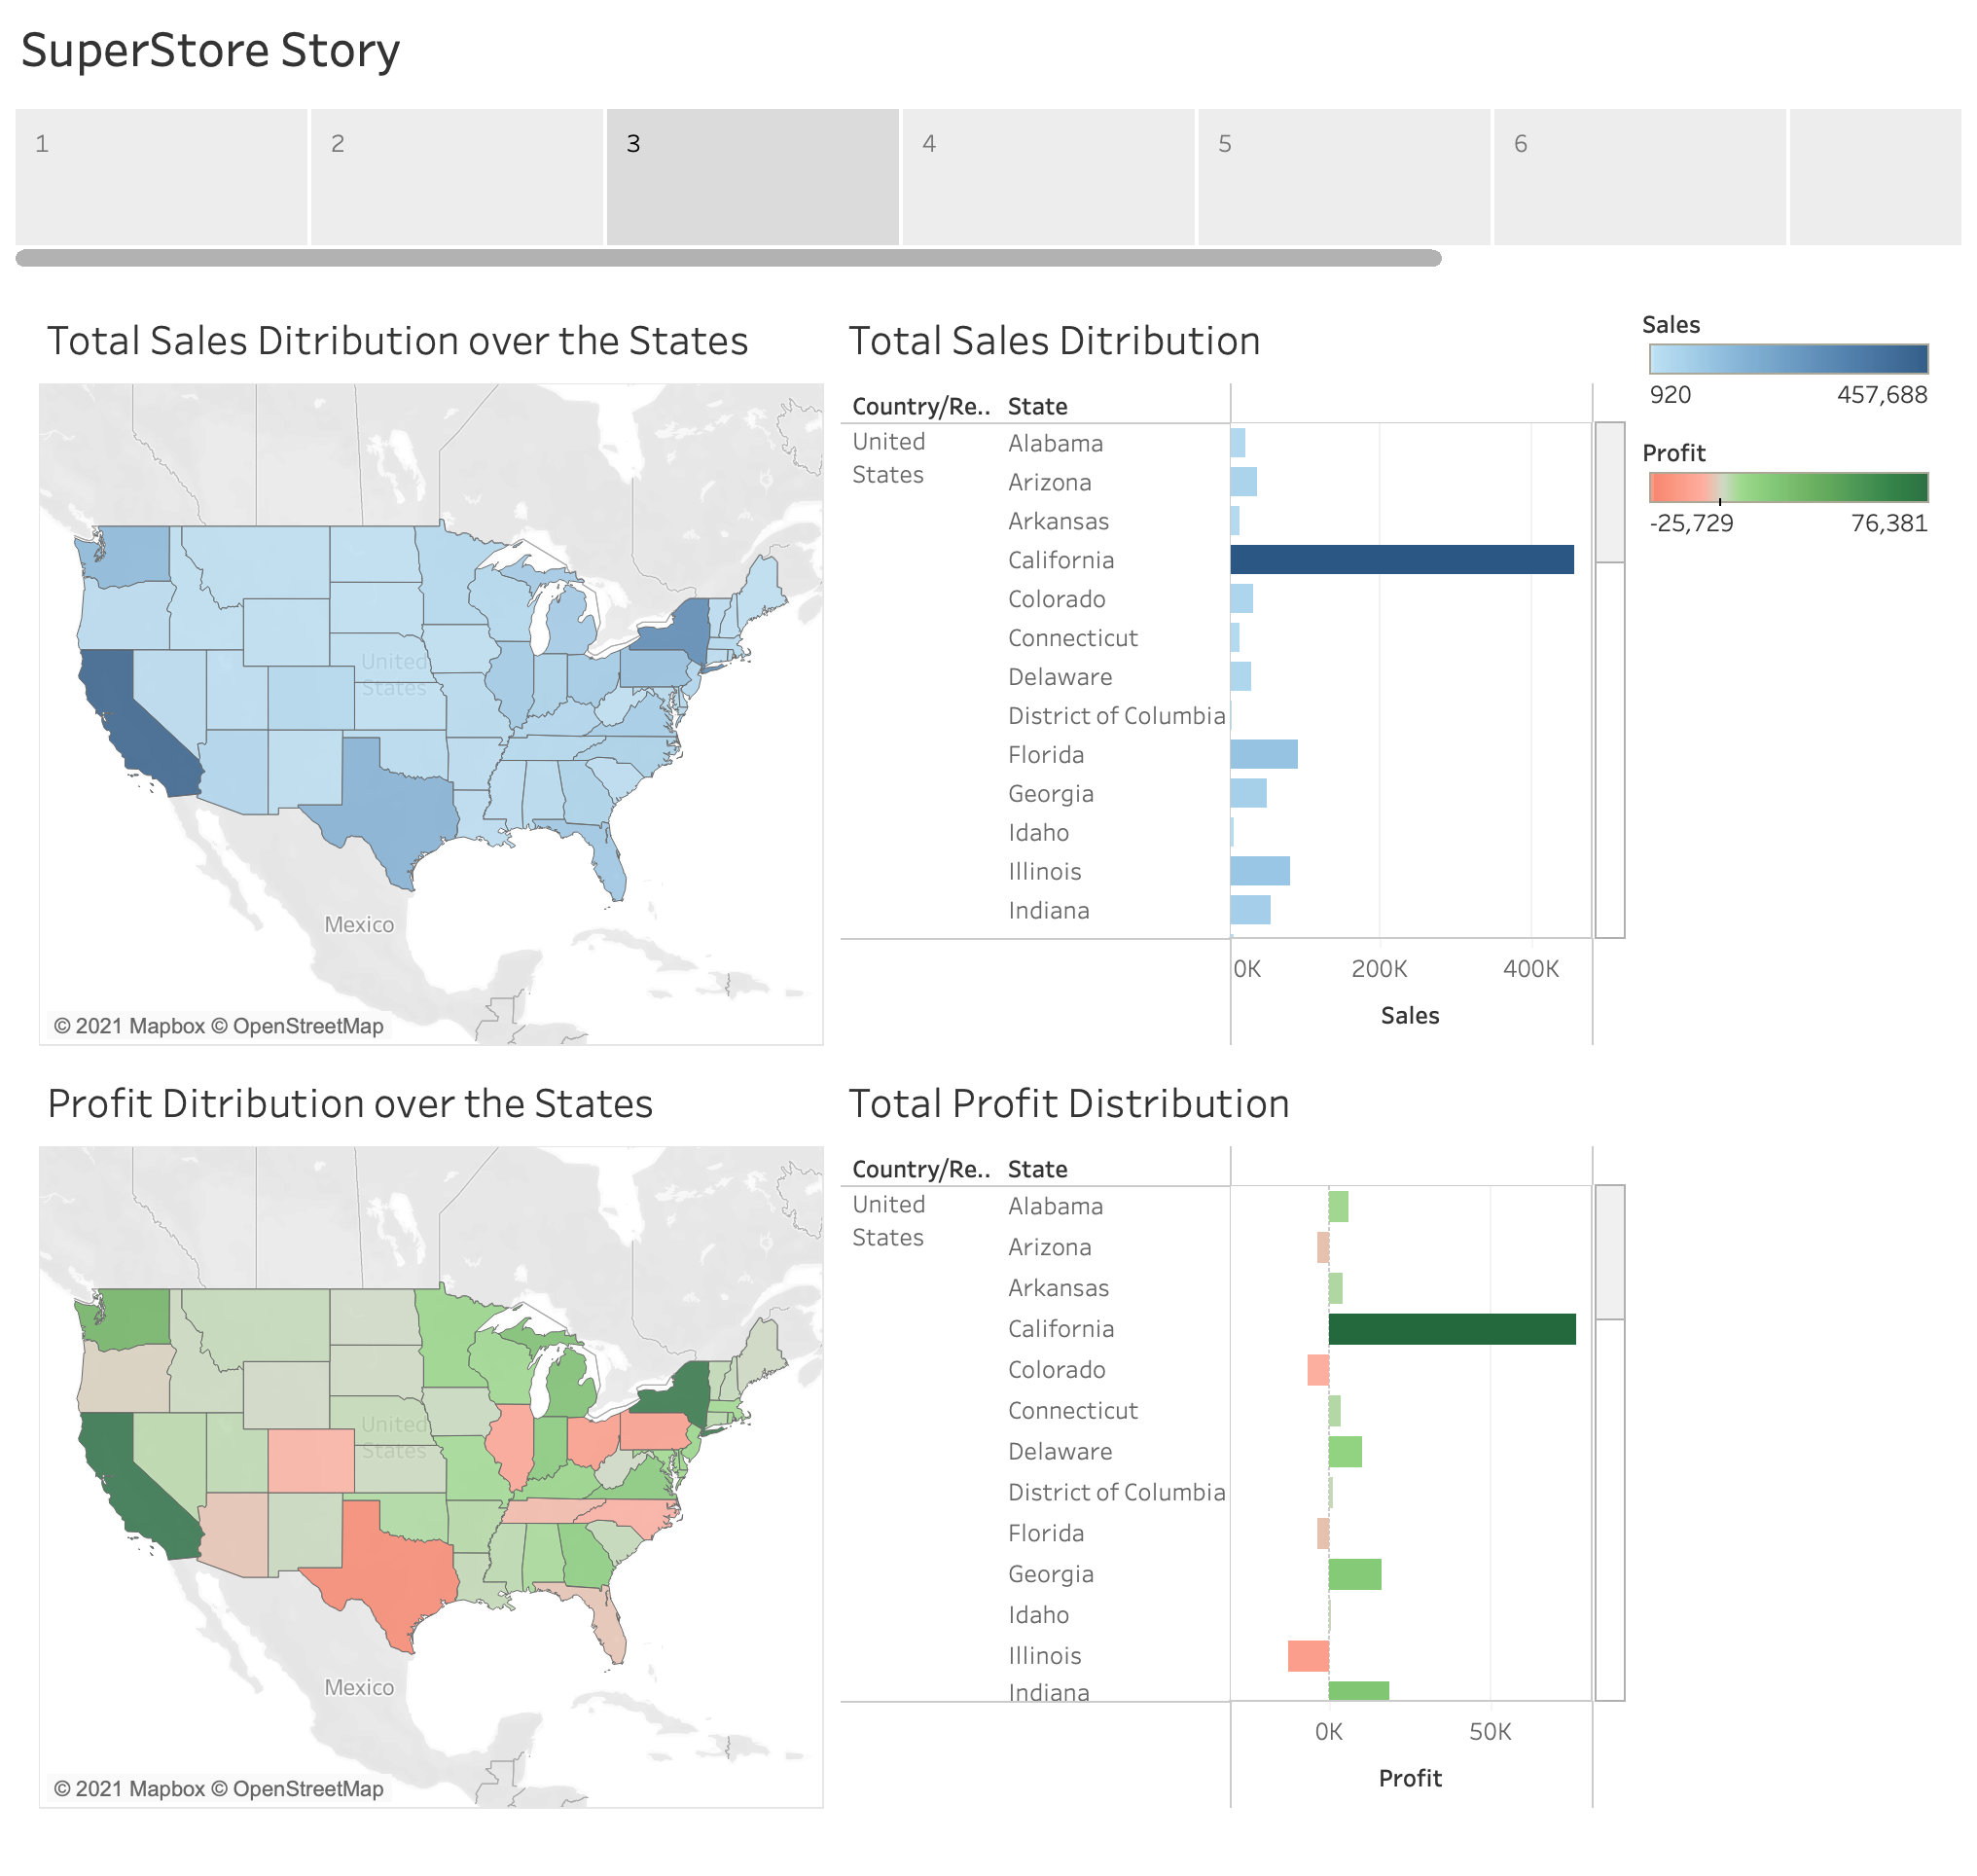 SuperStore Story
1
2
3
4
5
6
Total Sales Ditribution over the States
United
States
Mexico
© 2021 Mapbox © OpenStreetMap
Total Sales Ditribution
Country/Re.. State
United
States
Alabama
Arizona
Arkansas
California
Colorado
Connecticut
Delaware
District of Columbia
Florida
Georgia
Idaho
Illinois
Indiana
0K 200K 400K
Sales
Sales
920 457,688
Profit
-25,729 76,381
Profit Ditribution over the States
United
States
Mexico
© 2021 Mapbox © OpenStreetMap
Total Profit Distribution
Country/Re.. State
United
States
Alabama
Arizona
Arkansas
California
Colorado
Connecticut
Delaware
District of Columbia
Florida
Georgia
Idaho
Illinois
Indiana
0K 50K
Profit